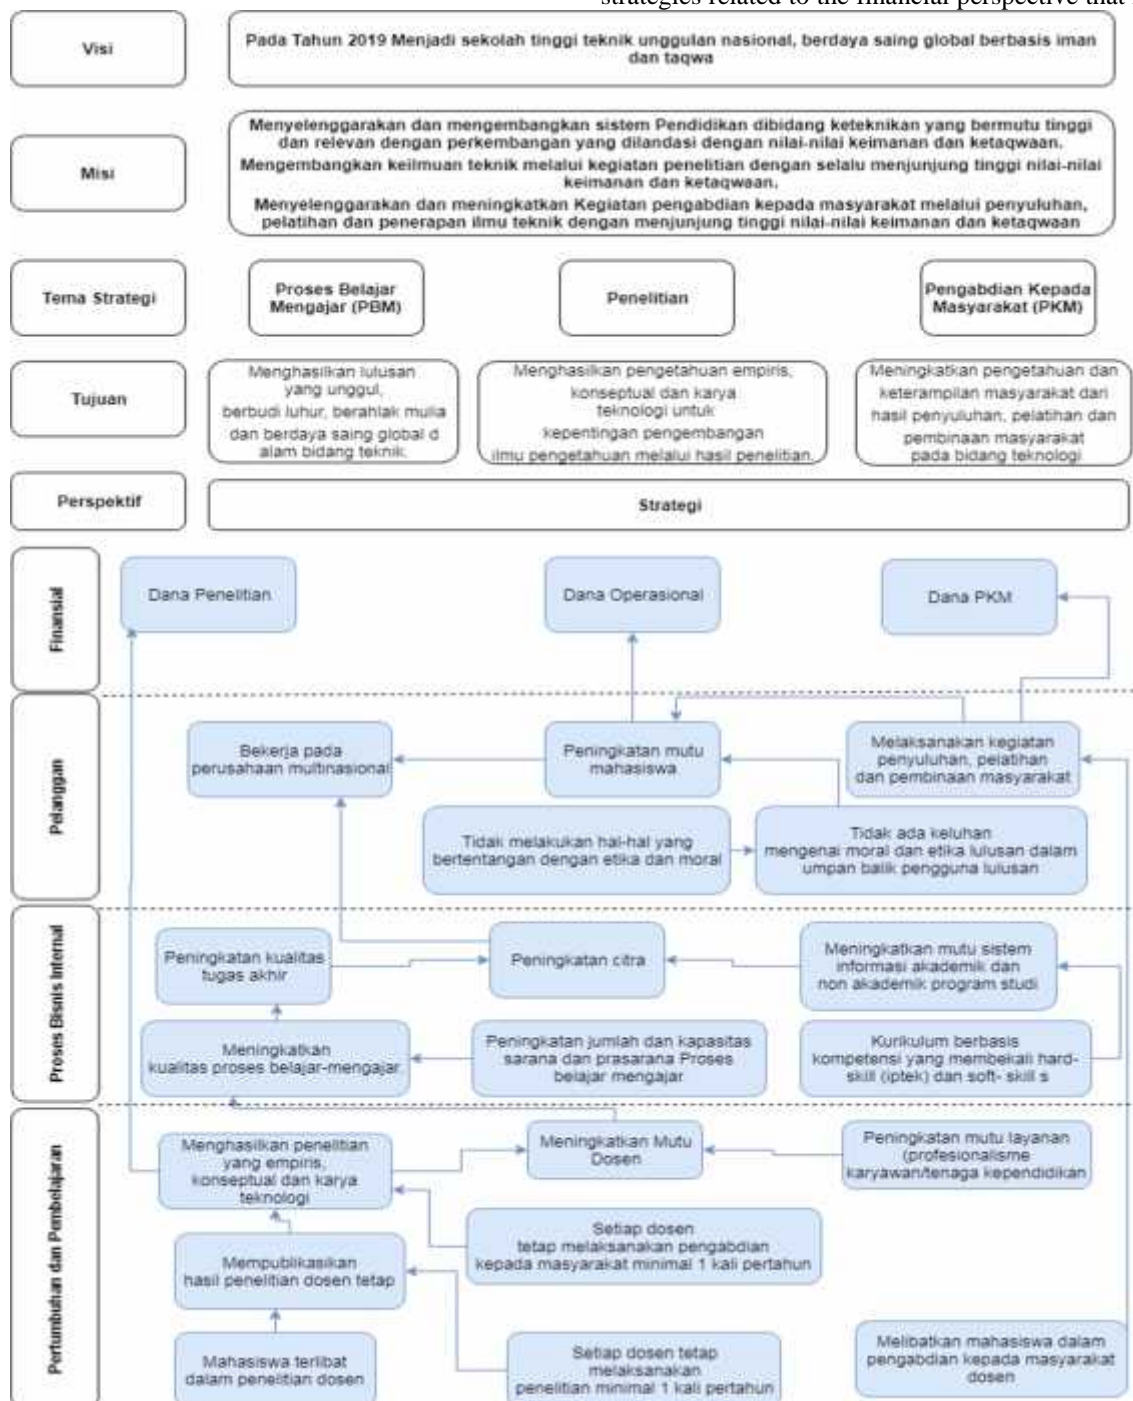 strategies related to the financial perspective that
Visi
Pada Tahun 2019 Menjadi sekolah tinggi teknik unggulan nasional, berdaya saing global berbasis iman
dan taqwa
Misi
Menyelenggarakan dan mengembangkan sistem Pendidikan dibidang keteknikan yang bermutu tinggi
dan relevan dengan perkembangan yang dilandasi dengan nilai-nilai keimanan dan ketaqwaan.
Mengembangkan keilmuan teknik melalui kegiatan penelitian dengan selalu menjunjung tinggi nilai-nilai
keimanan dan ketaqwaan.
Menyelenggarakan dan meningkatkan Kegiatan pengabdian kepada masyarakat melalui penyuluhan,
pelatihan dan penerapan ilmu teknik dengan menjunjung tinggi nilai-nilai keimanan dan ketaqwaan
Tema Strategi
Proses Belajar
Mengajar (PBM)
Penelitian
Pengabdian Kepada
Masyarakat (PKM)
Tujuan
Menghasilkan lulusan
yang unggul,
berbudi luhur, berahlak mulia
dan berdaya saing global d
alam bidang teknik.
Menghasilkan pengetahuan empiris,
konseptual dan karya
teknologi untuk
kepentingan pengembangan
ilmu pengetahuan melalui hasil penelitian.
Meningkatkan pengetahuan dan
keterampilan masyarakat dari
hasil penyuluhan, pelatihan dan
pembinaan masyarakat
pada bidang teknologi
Perspektif
Strategi
Finansial
Dana Penelitian
Dana Operasional
Dana PKM
Pelanggan
Bekerja pada
perusahaan multinasional
Peningkatan mutu
mahasiswa
Melaksanakan kegiatan
penyuluhan, pelatihan
dan pembinaan masyarakat
Tidak melakukan hal-hal yang
bertentangan dengan etika dan moral
Tidak ada keluhan
mengenai moral dan etika lulusan dalam
umpan balik pengguna lulusan
Proses Bisnis Internal
Peningkatan kualitas
tugas akhir
Peningkatan citra
Meningkatkan mutu sistem
informasi akademik dan
non akademik program studi
Meningkatkan
kualitas proses belajar-mengajar
Peningkatan jumlah dan kapasitas
sarana dan prasarana Proses
belajar mengajar
Kurikulum berbasis
kompetensi yang membekali hard-
skill (iptek) dan soft- skill s
Pertumbuhan dan Pembelajaran
Menghasilkan penelitian
yang empiris,
konseptual dan karya
teknologi
Meningkatkan Mutu
Dosen
Peningkatan mutu layanan
(profesionalisme
karyawan/tenaga kependidikan
Setiap dosen
tetap melaksanakan pengabdian
kepada masyarakat minimal 1 kali pertahun
Mempublikasikan
hasil penelitian dosen tetap
Mahasiswa terlibat
dalam penelitian dosen
Setiap dosen tetap
melaksanakan
penelitian minimal 1 kali pertahun
Melibatkan mahasiswa dalam
pengabdian kepada masyarakat
dosen